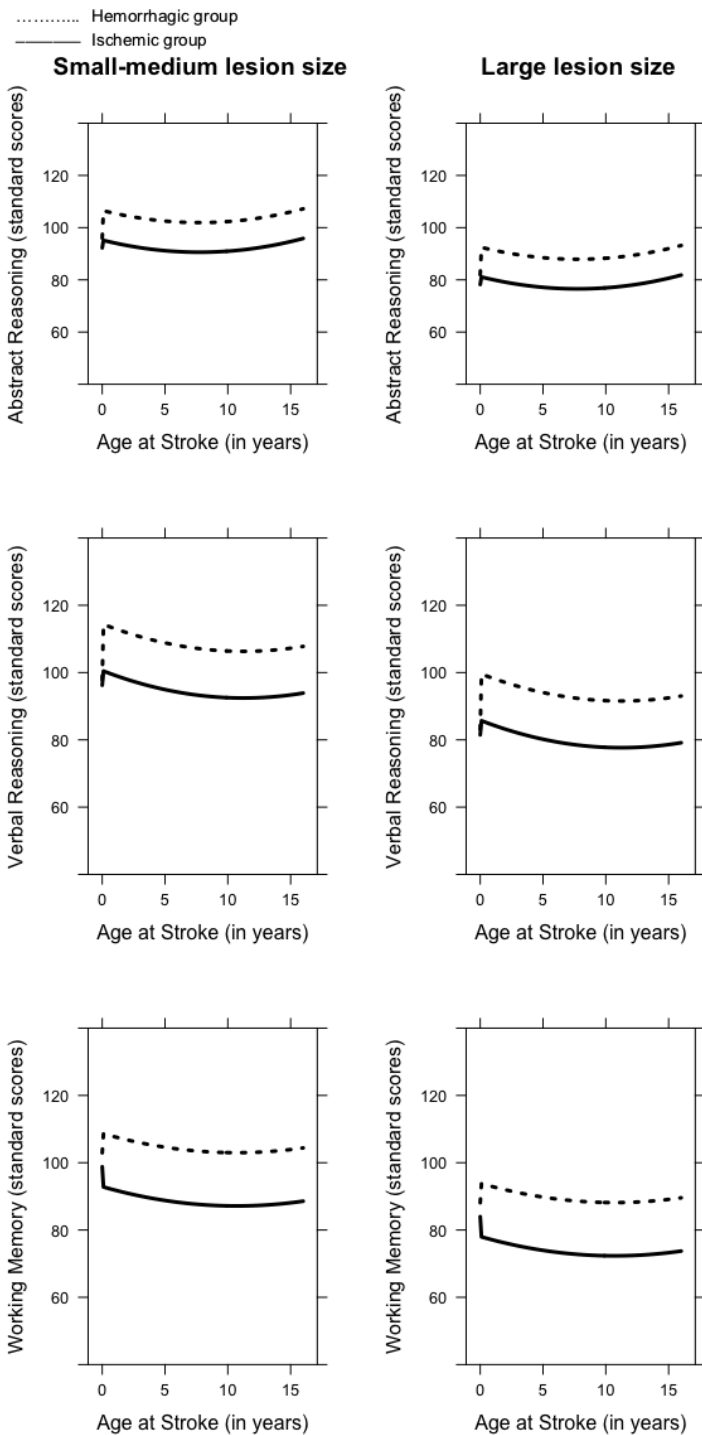 ........... Hemorrhagic group
Ischemic group
Small-medium lesion size
Large lesion size
Abstract Reasoning (standard scores)
120
100
80
60
0 5 10 15
Age at Stroke (in years)
Abstract Reasoning (standard scores)
120
100
80
60
0 5 10 15
Age at Stroke (in years)
Verbal Reasoning (standard scores)
120
100
80
60
0 5 10 15
Age at Stroke (in years)
Verbal Reasoning (standard scores)
120
100
80
60
0 5 10 15
Age at Stroke (in years)
Working Memory (standard scores)
120
100
80
60
0 5 10 15
Age at Stroke (in years)
Working Memory (standard scores)
120
100
80
60
0 5 10 15
Age at Stroke (in years)